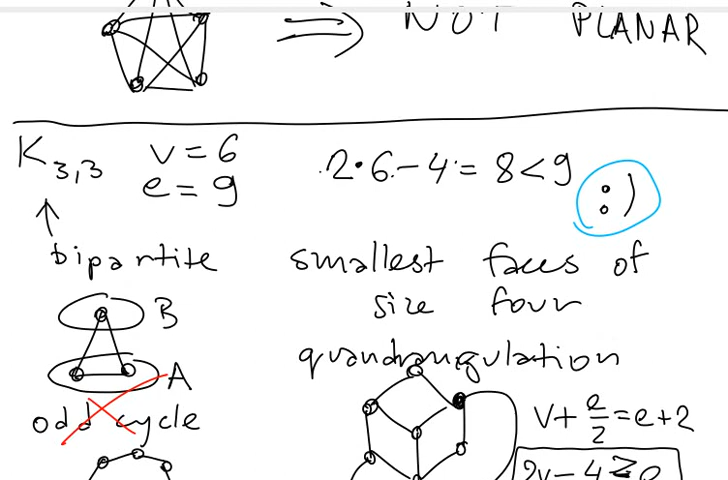 NOT PLANAR
K3,3 v = 6 2·6-4 = 8<9 :)
e = 9
bipartite smallest faces of
size four
B
quandrangulation
A
odd cycle
v+e/2=e+2
2v-4≥e